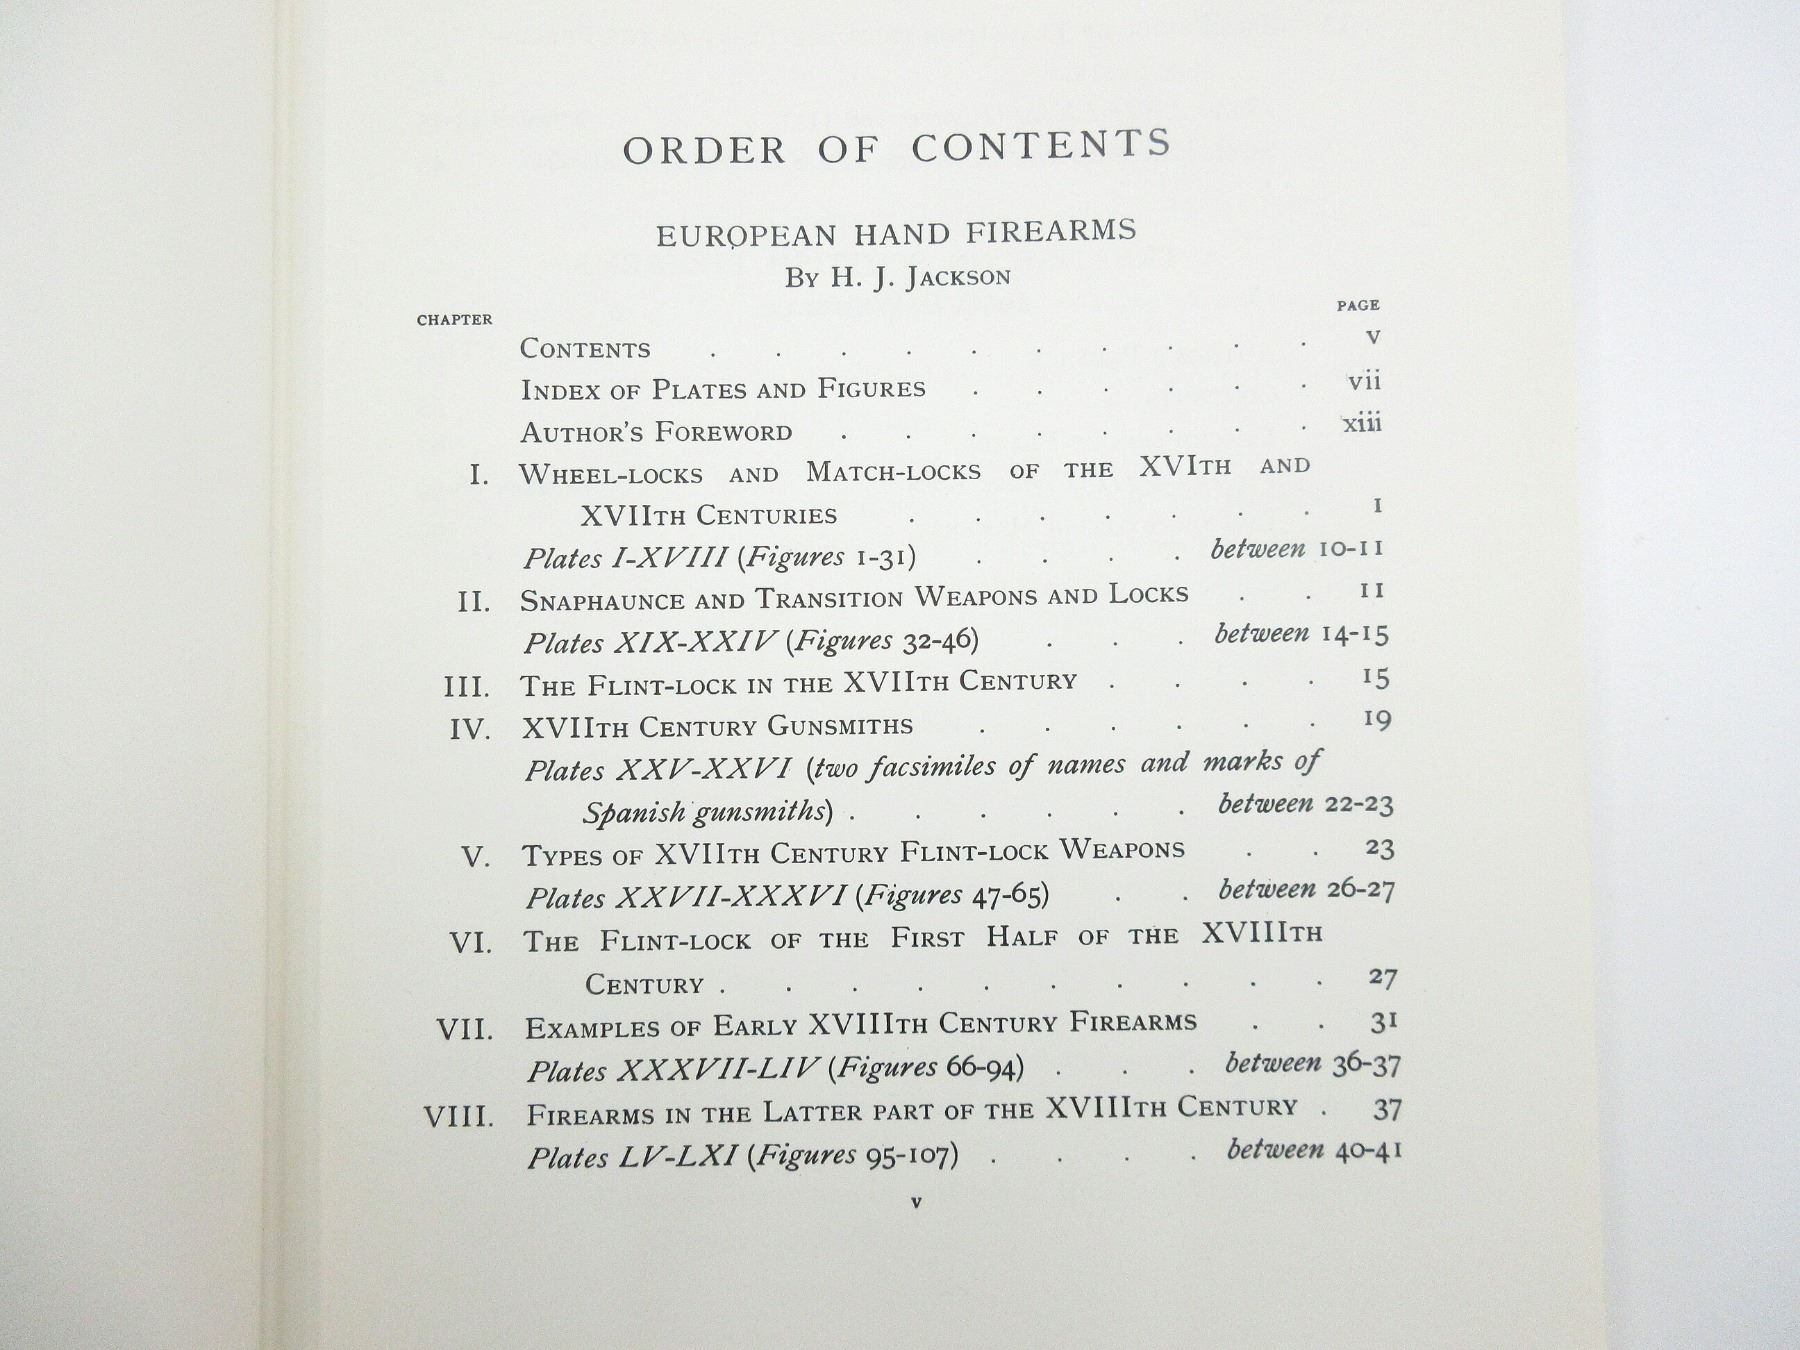 ORDER OF CONTENTS
EUROPEAN HAND FIREARMS
By H. J. Jackson
CHAPTER PAGE
Contents . . . . . . . . . . v
Index of Plates and Figures . . . . . . vii
Author's Foreword . . . . . . . . xiii
I. Wheel-locks and Match-locks of the XVIth and
XVIIth Centuries . . . . . . . 1
Plates I-XVIII (Figures 1-31) . . . . between 10-11
II. Snaphaunce and Transition Weapons and Locks . . 11
Plates XIX-XXIV (Figures 32-46) . . . between 14-15
III. The Flint-lock in the XVIIth Century . . . . 15
IV. XVIIth Century Gunsmiths . . . . . . 19
Plates XXV-XXVI (two facsimiles of names and marks of
Spanish gunsmiths) . . . . . . between 22-23
V. Types of XVIIth Century Flint-lock Weapons . . 23
Plates XXVII-XXXVI (Figures 47-65) . . between 26-27
VI. The Flint-lock of the First Half of the XVIIIth
Century . . . . . . . . . . 27
VII. Examples of Early XVIIIth Century Firearms . . 31
Plates XXXVII-LIV (Figures 66-94) . . . between 36-37
VIII. Firearms in the Latter part of the XVIIIth Century . 37
Plates LV-LXI (Figures 95-107) . . . . between 40-41
v